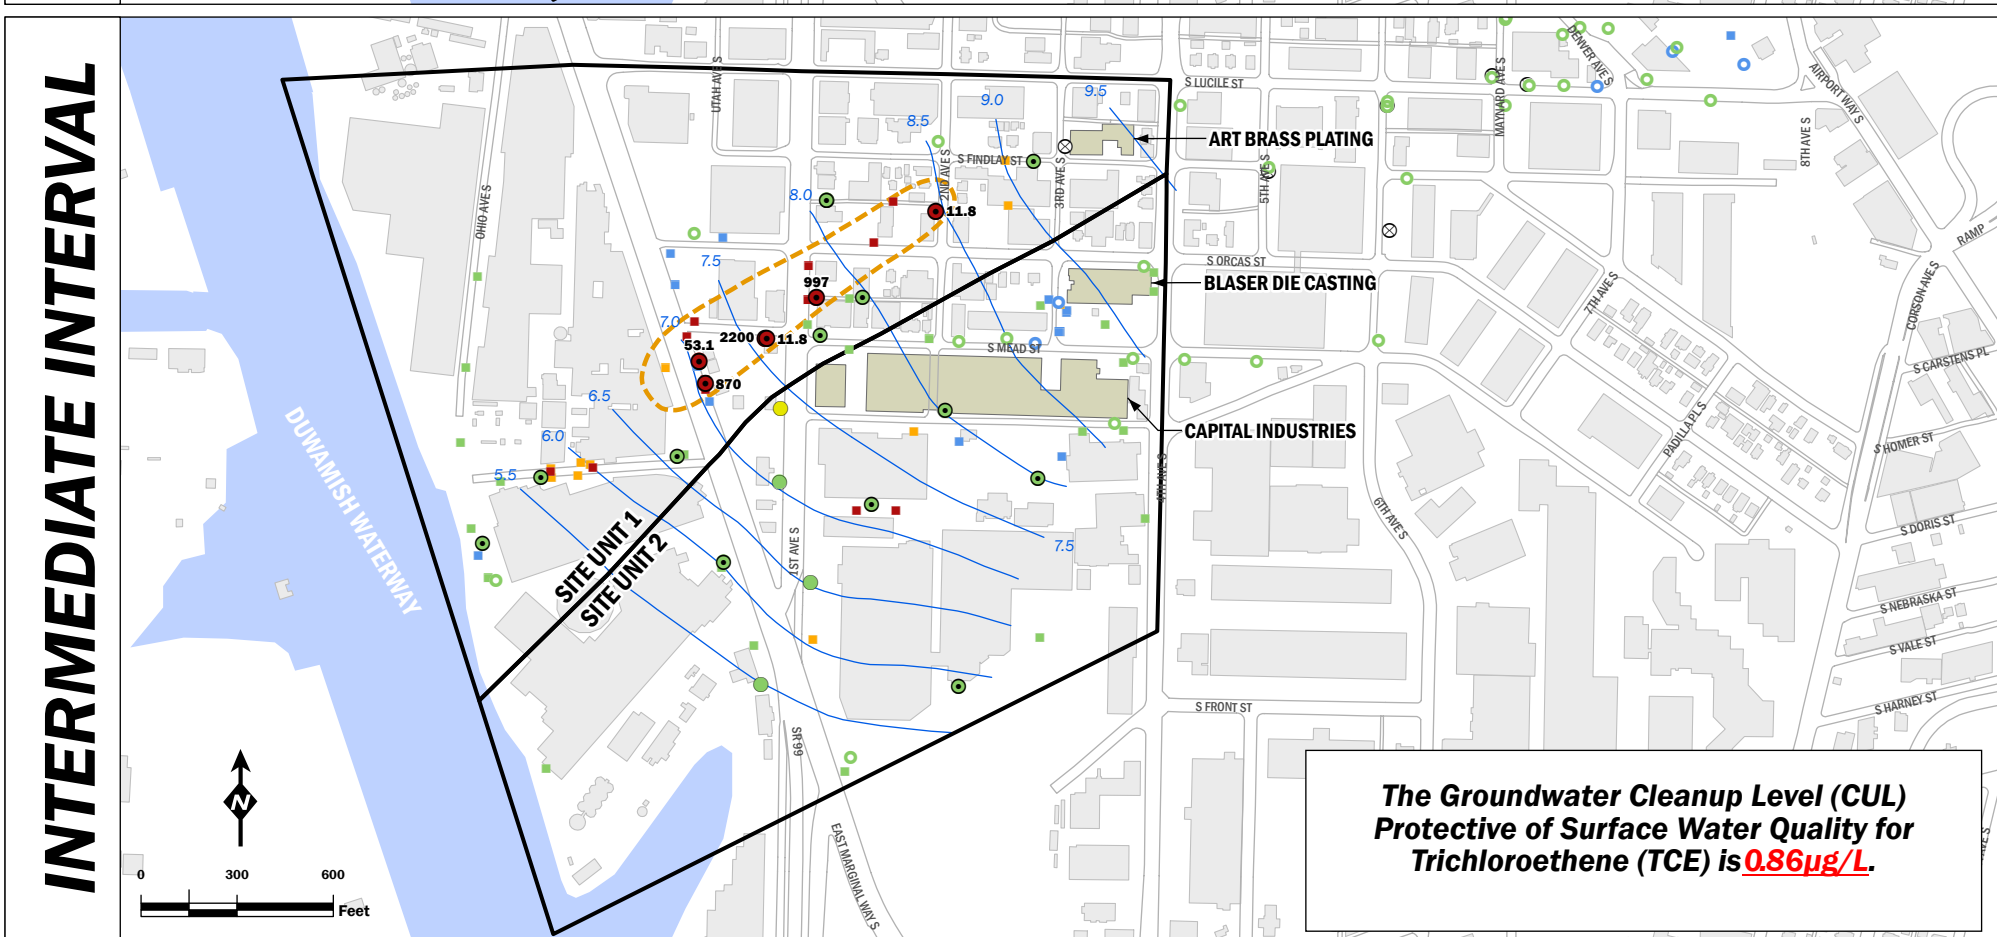 INTERMEDIATE INTERVAL
S LUCILE ST
UTAH AVE S
OHIO AVE S
2ND AVE S
3RD AVE S
S FINDLAY ST
5TH AVE S
MAYNARD AVE S
DENVER AVE S
AIRPORT WAY S
8TH AVE S
RAMP
ART BRASS PLATING
S ORCAS ST
BLASER DIE CASTING
7TH AVE S
CORSON AVE S
S CARSTENS PL
S MEAD ST
CAPITAL INDUSTRIES
PADILLA PL S
S HOMER ST
4TH AVE S
6TH AVE S
S DORIS ST
S NEBRASKA ST
S VALE ST
S HARNEY ST
S FRONT ST
1ST AVE S
SR 99
EAST MARGINAL WAY S
DUWAMISH WATERWAY
SITE UNIT 1
SITE UNIT 2
9.5
9.0
8.5
8.0
7.5
7.0
6.5
6.0
5.5
7.5
11.8
997
2200
11.8
53.1
870
N
0 300 600
Feet
The Groundwater Cleanup Level (CUL)
Protective of Surface Water Quality for
Trichloroethene (TCE) is 0.86µg/L.